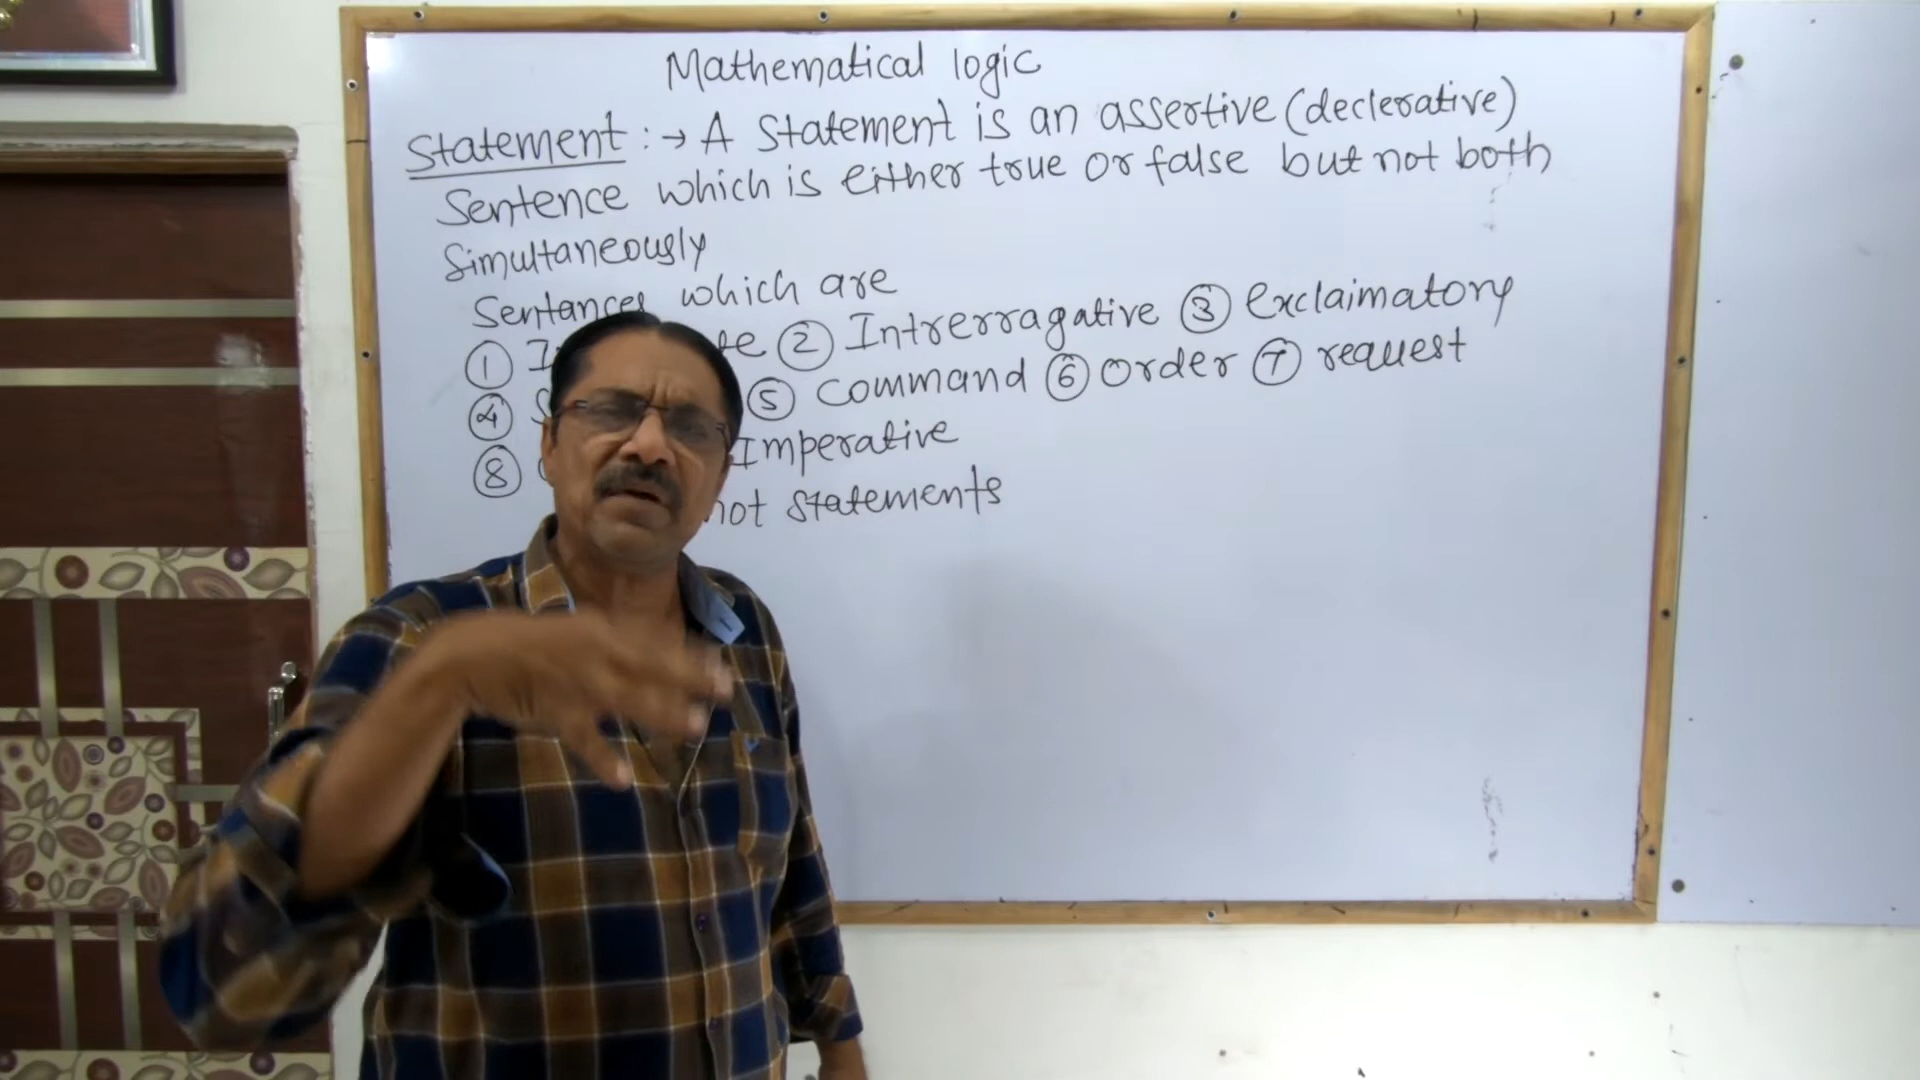 Mathematical logic
Statement :→ A Statement is an assertive (declerative)
Sentence which is either true or false but not both
Simultaneously
Sentances which are
① ② Intrerragative ③ Exclaimatory
④ ⑤ Command ⑥ Order ⑦ request
⑧ Imperative
not statements